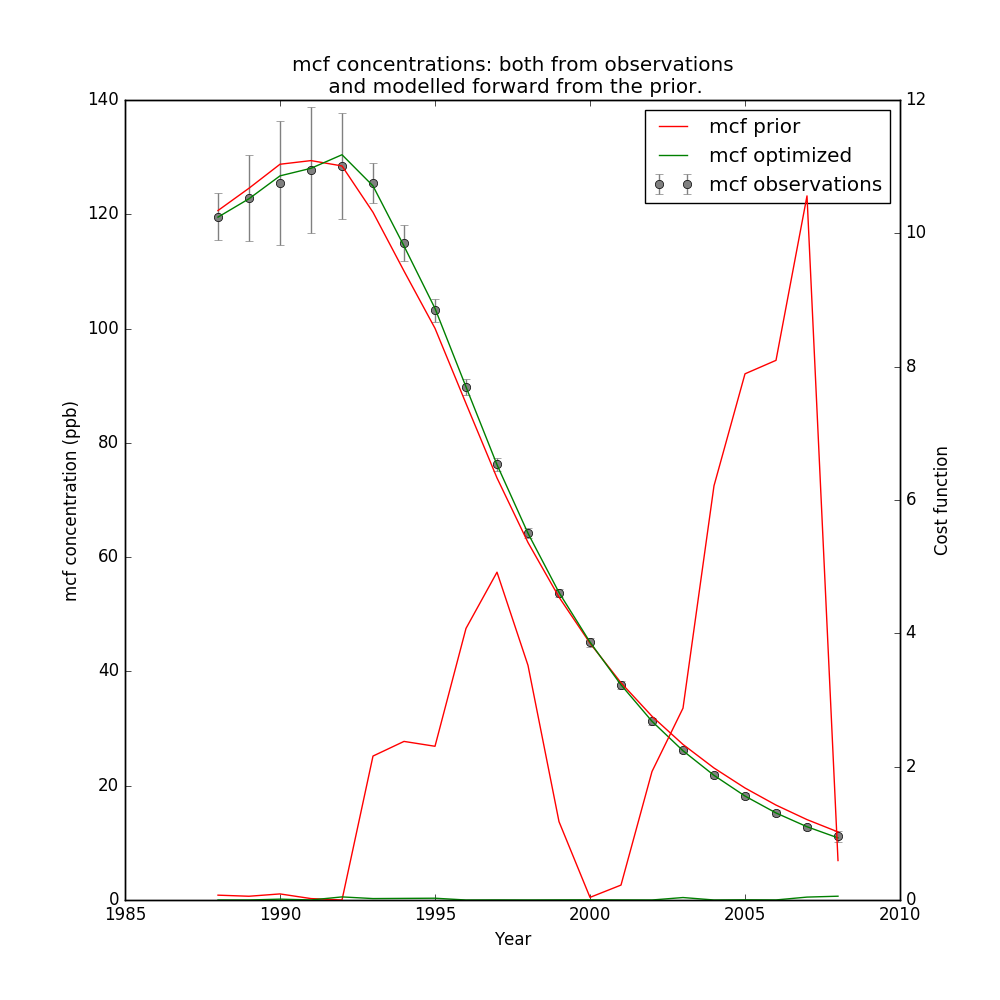 mcf concentrations: both from observations
and modelled forward from the prior.
mcf prior
mcf optimized
mcf observations
140
120
100
80
60
40
20
0
mcf concentration (ppb)
12
10
8
6
4
2
0
Cost function
1985
1990
1995
2000
2005
2010
Year